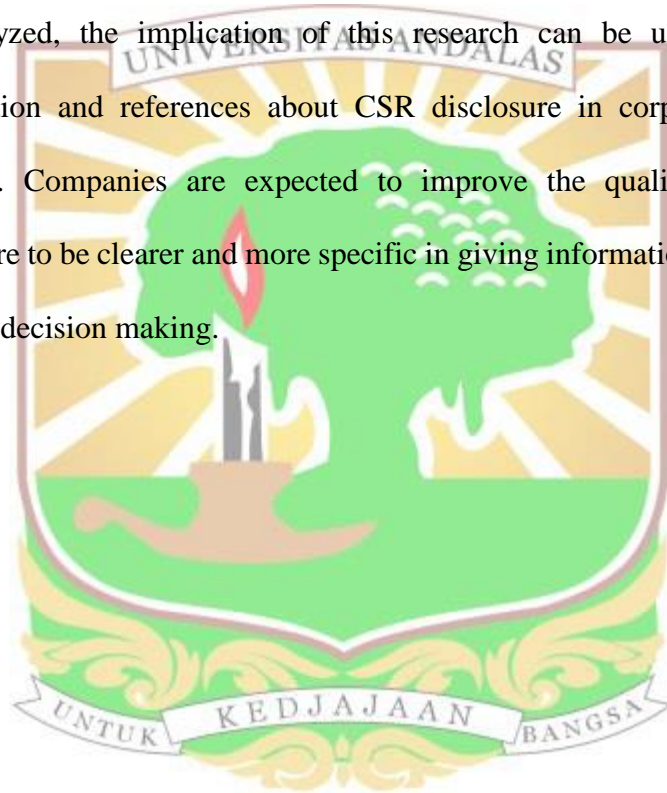 yzed, the implication of this research can be u
UNIVERSITAS ANDALAS
ion and references about CSR disclosure in corp
. Companies are expected to improve the quali
re to be clearer and more specific in giving informatio
decision making.
UNTUK KEDJAJAAN BANGSA